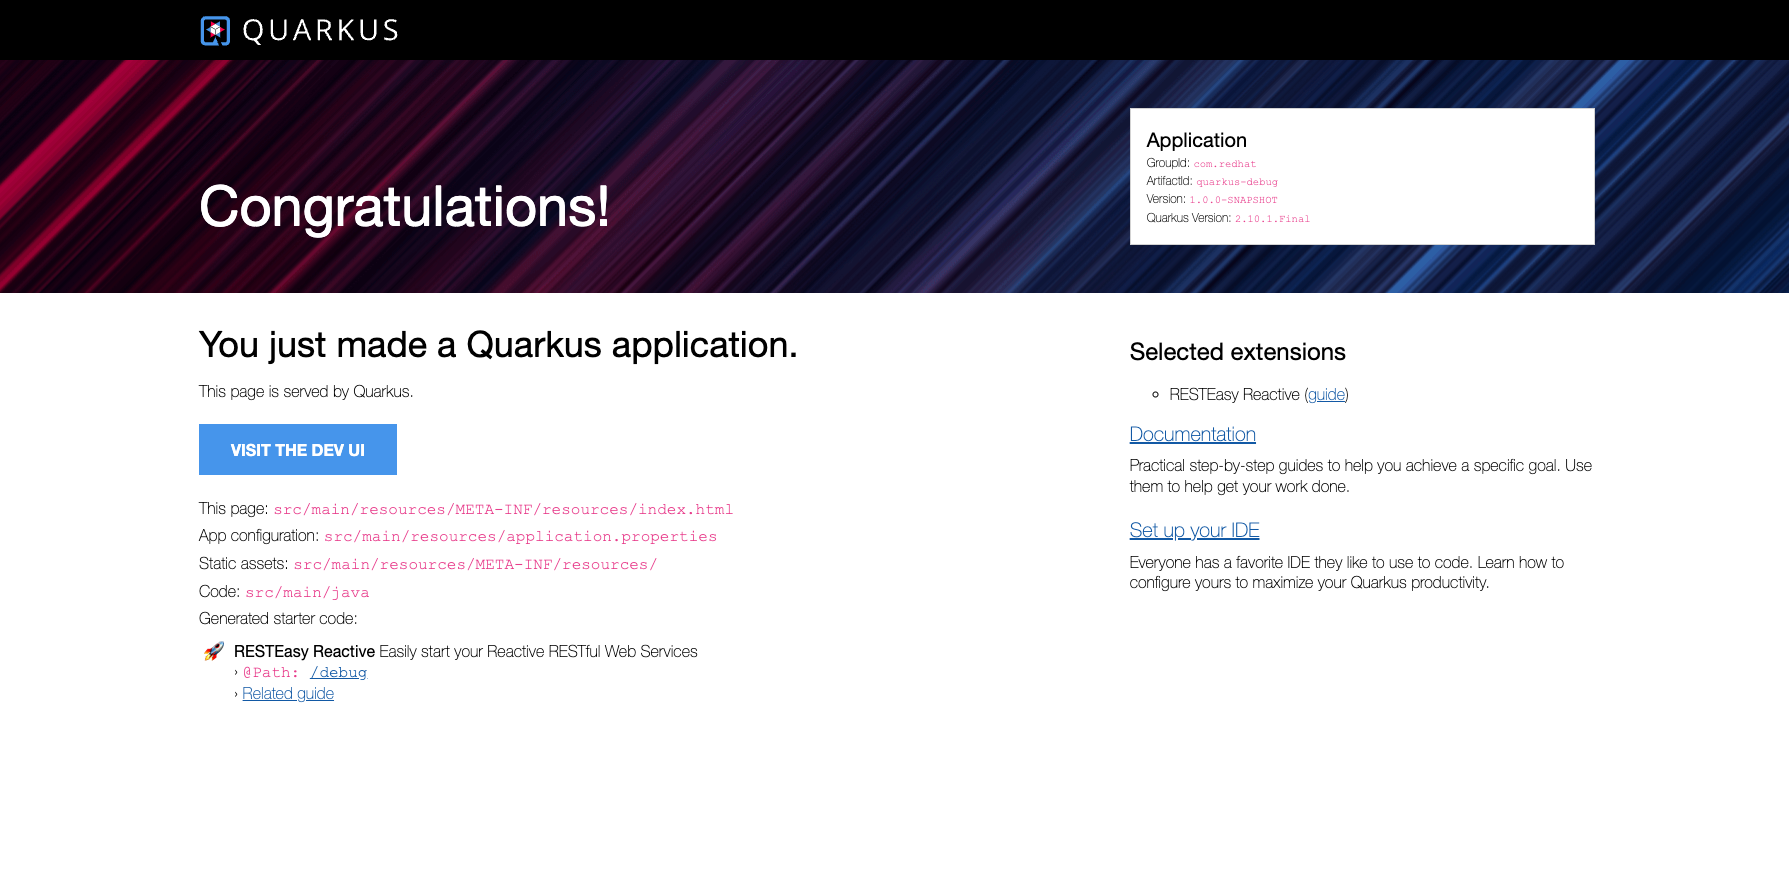 QUARKUS
Congratulations!
Application
GroupId: com.redhat
ArtifactId: quarkus-debug
Version: 1.0.0-SNAPSHOT
Quarkus Version: 2.10.1.Final
You just made a Quarkus application.
This page is served by Quarkus.
VISIT THE DEV UI
This page: src/main/resources/META-INF/resources/index.html
App configuration: src/main/resources/application.properties
Static assets: src/main/resources/META-INF/resources/
Code: src/main/java
Generated starter code:
🚀 RESTEasy Reactive Easily start your Reactive RESTful Web Services
› @Path: /debug
› Related guide
Selected extensions
RESTEasy Reactive (guide)
Documentation
Practical step-by-step guides to help you achieve a specific goal. Use
them to help get your work done.
Set up your IDE
Everyone has a favorite IDE they like to use to code. Learn how to
configure yours to maximize your Quarkus productivity.